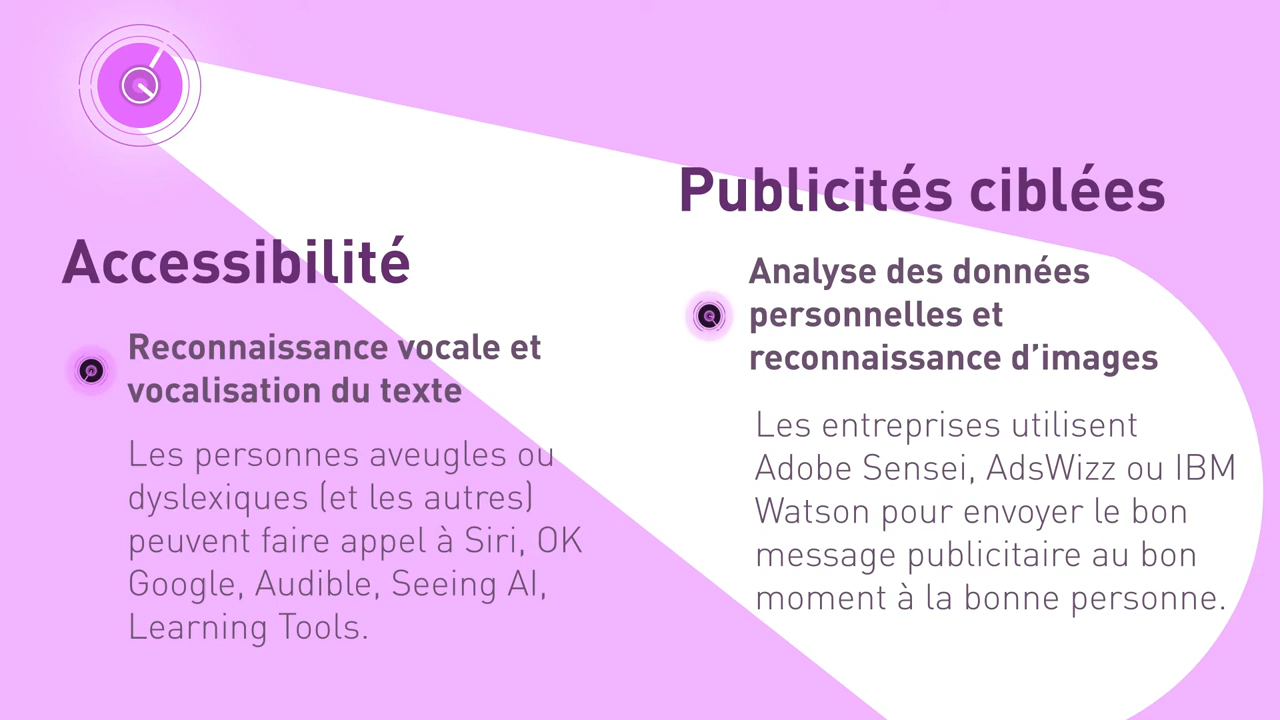 Accessibilité
Reconnaissance vocale et
vocalisation du texte
Les personnes aveugles ou
dyslexiques (et les autres)
peuvent faire appel à Siri, OK
Google, Audible, Seeing AI,
Learning Tools.
Publicités ciblées
Analyse des données
personnelles et
reconnaissance d’images
Les entreprises utilisent
Adobe Sensei, AdsWizz ou IBM
Watson pour envoyer le bon
message publicitaire au bon
moment à la bonne personne.